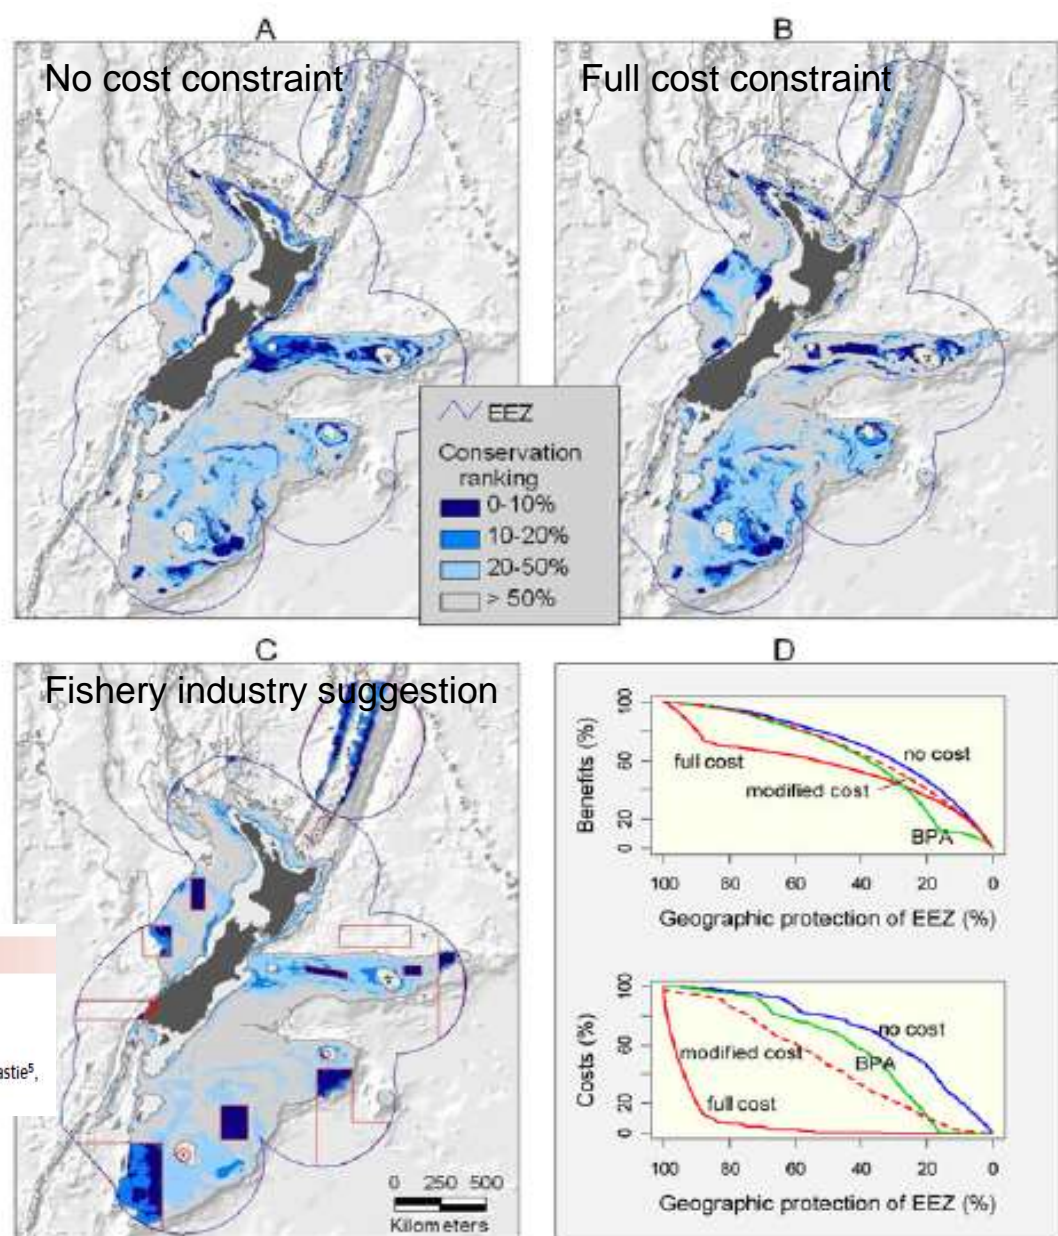 A
B
No cost constraint
Full cost constraint
EEZ
Conservation
ranking
0-10%
10-20%
20-50%
> 50%
C
D
Fishery industry suggestion
astie⁵,
0 250 500
Kilometers
Benefits (%)
100
60
20
0
no cost
full cost
modified cost
BPA
100 80 60 40 20 0
Geographic protection of EEZ (%)
Costs (%)
100
60
20
0
no cost
modified cost
BPA
full cost
100 80 60 40 20 0
Geographic protection of EEZ (%)